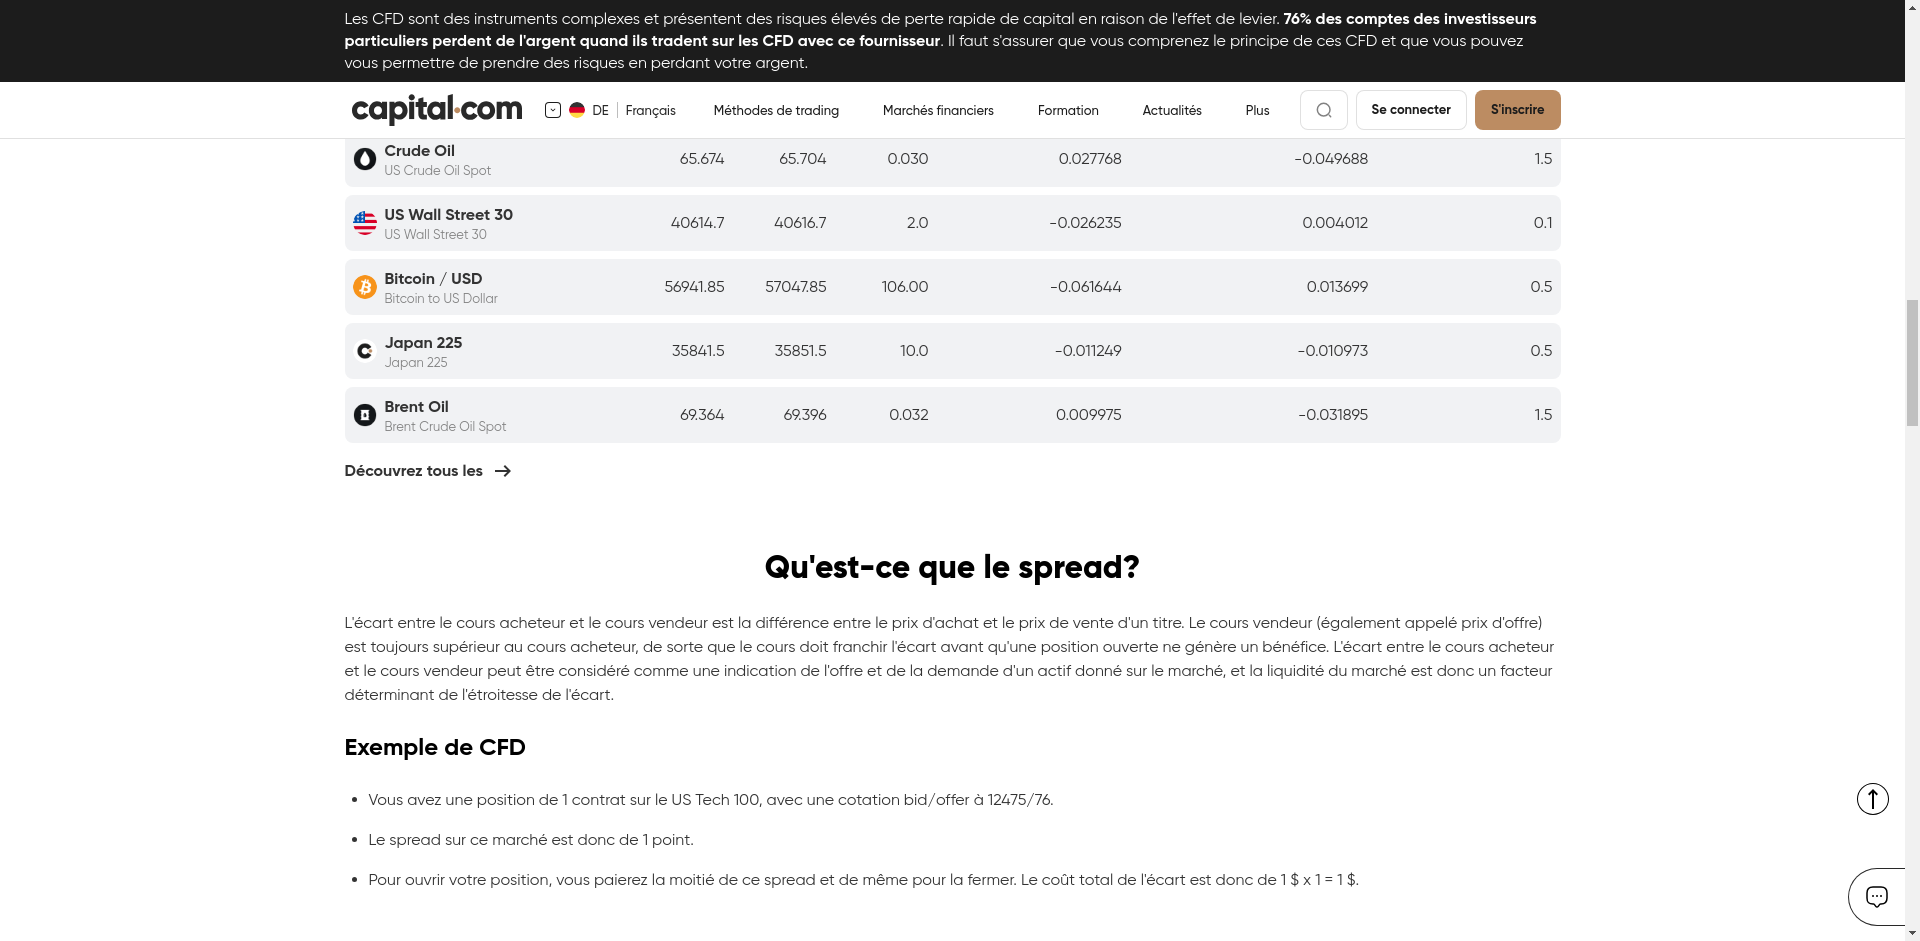 Les CFD sont des instruments complexes et présentent des risques élevés de perte rapide de capital en raison de l'effet de levier. 76% des comptes des investisseurs
particuliers perdent de l'argent quand ils tradent sur les CFD avec ce fournisseur. Il faut s'assurer que vous comprenez le principe de ces CFD et que vous pouvez
vous permettre de prendre des risques en perdant votre argent.
capital.com DE Français Méthodes de trading Marchés financiers Formation Actualités Plus Se connecter S'inscrire
Crude Oil 65.674 65.704 0.030 0.027768 -0.049688 1.5
US Crude Oil Spot
US Wall Street 30 40614.7 40616.7 2.0 -0.026235 0.004012 0.1
US Wall Street 30
Bitcoin / USD 56941.85 57047.85 106.00 -0.061644 0.013699 0.5
Bitcoin to US Dollar
Japan 225 35841.5 35851.5 10.0 -0.011249 -0.010973 0.5
Japan 225
Brent Oil 69.364 69.396 0.032 0.009975 -0.031895 1.5
Brent Crude Oil Spot
Découvrez tous les
Qu'est-ce que le spread?
L'écart entre le cours acheteur et le cours vendeur est la différence entre le prix d'achat et le prix de vente d'un titre. Le cours vendeur (également appelé prix d'offre)
est toujours supérieur au cours acheteur, de sorte que le cours doit franchir l'écart avant qu'une position ouverte ne génère un bénéfice. L'écart entre le cours acheteur
et le cours vendeur peut être considéré comme une indication de l'offre et de la demande d'un actif donné sur le marché, et la liquidité du marché est donc un facteur
déterminant de l'étroitesse de l'écart.
Exemple de CFD
• Vous avez une position de 1 contrat sur le US Tech 100, avec une cotation bid/offer à 12475/76.
• Le spread sur ce marché est donc de 1 point.
• Pour ouvrir votre position, vous paierez la moitié de ce spread et de même pour la fermer. Le coût total de l'écart est donc de 1 $ x 1 = 1 $.